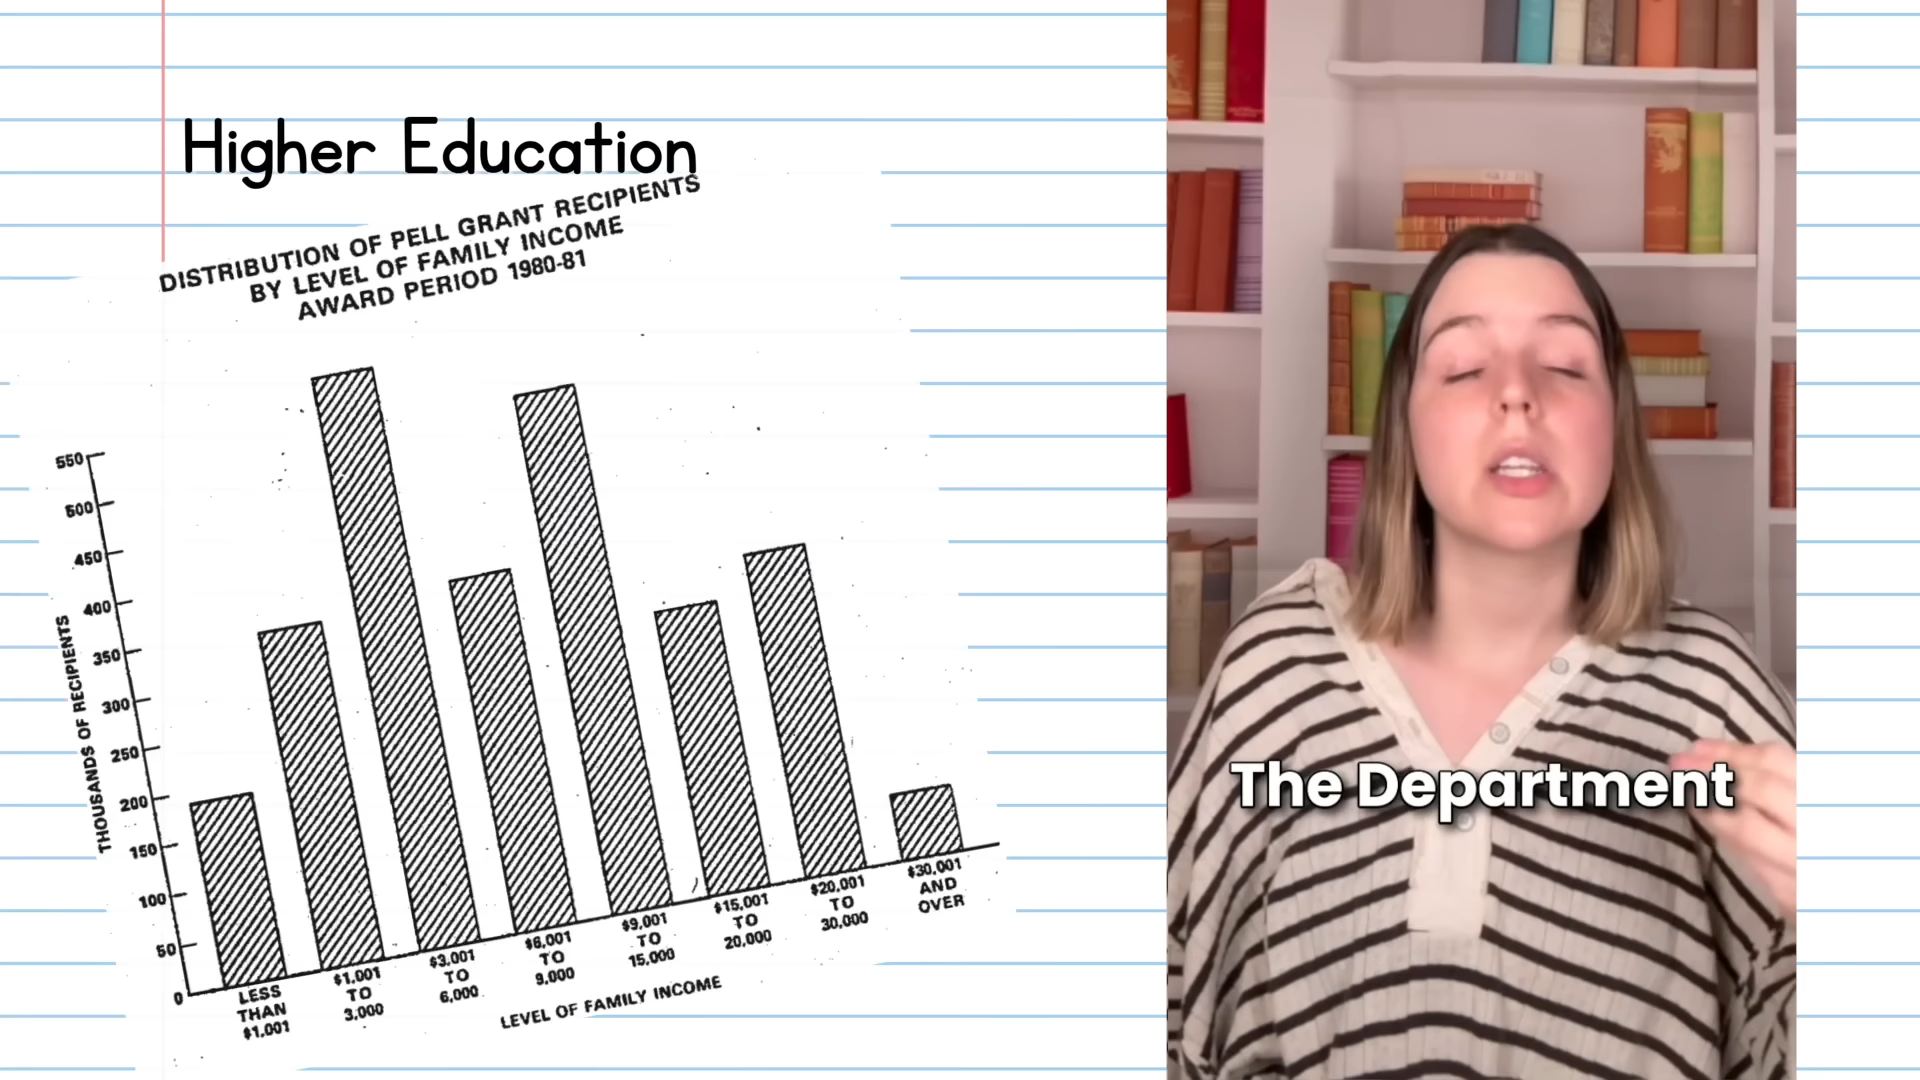 Higher Education
DISTRIBUTION OF PELL GRANT RECIPIENTS
BY LEVEL OF FAMILY INCOME
AWARD PERIOD 1980-81
THOUSANDS OF RECIPIENTS
550
500
450
400
350
300
250
200
150
100
50
0
LESS
THAN
$1,001
$1,001
TO
3,000
$3,001
TO
6,000
$6,001
TO
9,000
$9,001
TO
15,000
$15,001
TO
20,000
$20,001
TO
30,000
$30,001
AND
OVER
LEVEL OF FAMILY INCOME
The Department